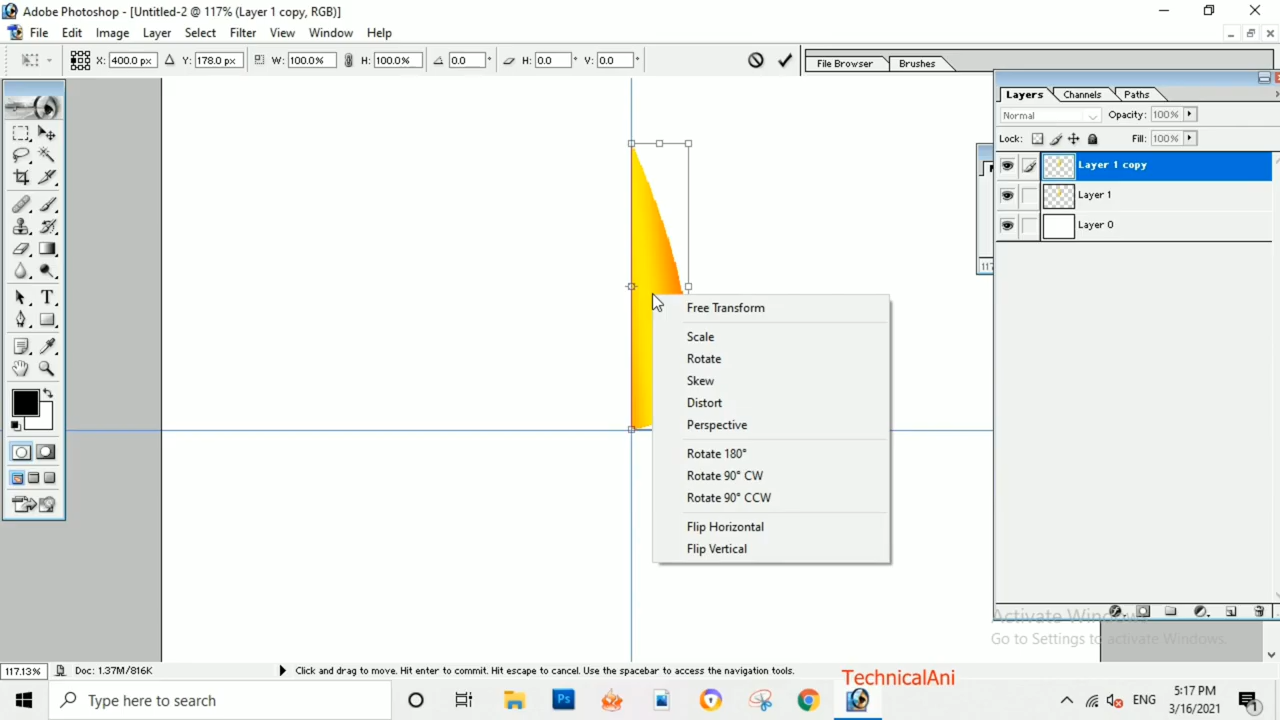 Adobe Photoshop - [Untitled-2 @ 117% (Layer 1 copy, RGB)]
File Edit Image Layer Select Filter View Window Help
X: 400.0 px Y: 178.0 px W: 100.0% H: 100.0% 0.0 ° H: 0.0 ° V: 0.0 °
File Browser Brushes
Layers Channels Paths
Normal Opacity: 100%
Lock: Fill: 100%
Layer 1 copy
Layer 1
Layer 0
Free Transform
Scale
Rotate
Skew
Distort
Perspective
Rotate 180°
Rotate 90° CW
Rotate 90° CCW
Flip Horizontal
Flip Vertical
Activate Windows
Go to Settings to activate Windows.
117.13% Doc: 1.37M/816K Click and drag to move. Hit enter to commit. Hit escape to cancel. Use the spacebar to access the navigation tools.
TechnicalAni
Type here to search
Ps
ENG
5:17 PM
3/16/2021
1